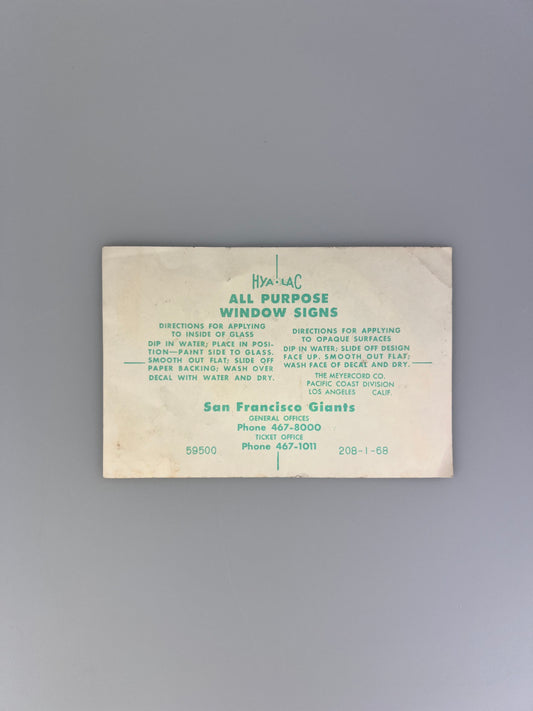 HYA-LAC
ALL PURPOSE
WINDOW SIGNS
DIRECTIONS FOR APPLYING
TO INSIDE OF GLASS
DIP IN WATER; PLACE IN POSI-
TION—PAINT SIDE TO GLASS.
SMOOTH OUT FLAT; SLIDE OFF
PAPER BACKING; WASH OVER
DECAL WITH WATER AND DRY.
DIRECTIONS FOR APPLYING
TO OPAQUE SURFACES
DIP IN WATER; SLIDE OFF DESIGN
FACE UP. SMOOTH OUT FLAT;
WASH FACE OF DECAL AND DRY.
THE MEYERCORD CO.
PACIFIC COAST DIVISION
LOS ANGELES CALIF.
San Francisco Giants
GENERAL OFFICES
Phone 467-8000
TICKET OFFICE
Phone 467-1011
59500
208-1-68